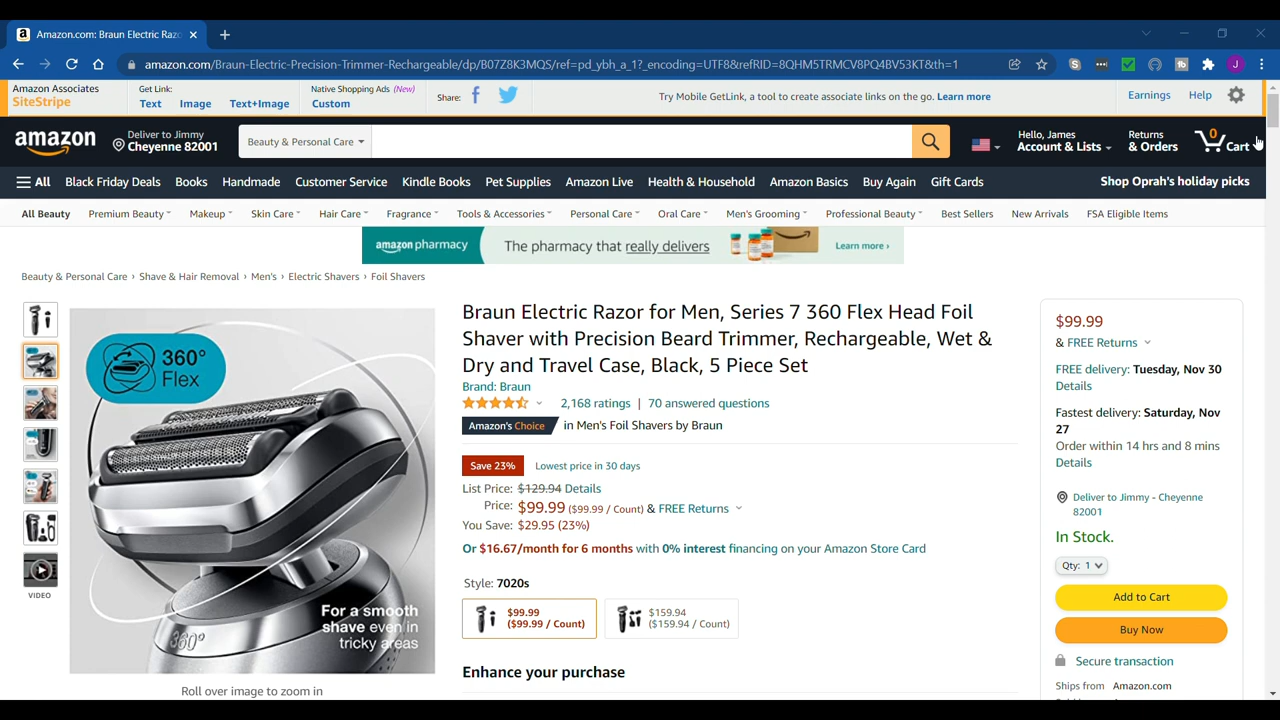 Amazon.com: Braun Electric Razo
amazon.com/Braun-Electric-Precision-Trimmer-Rechargeable/dp/B07Z8K3MQS/ref=pd_ybh_a_1?_encoding=UTF8&refRID=8QHM5TRMCV8PQ4BV53KT&th=1
J
Amazon Associates
SiteStripe
Get Link:
Text Image Text+Image
Native Shopping Ads (New)
Custom
Share:
Try Mobile GetLink, a tool to create associate links on the go. Learn more
Earnings Help
amazon
Deliver to Jimmy
Cheyenne 82001
Beauty & Personal Care
Hello, James
Account & Lists
Returns
& Orders
0
Cart
All Black Friday Deals Books Handmade Customer Service Kindle Books Pet Supplies Amazon Live Health & Household Amazon Basics Buy Again Gift Cards Shop Oprah's holiday picks
All Beauty Premium Beauty Makeup Skin Care Hair Care Fragrance Tools & Accessories Personal Care Oral Care Men's Grooming Professional Beauty Best Sellers New Arrivals FSA Eligible Items
amazon pharmacy The pharmacy that really delivers Learn more ›
Beauty & Personal Care › Shave & Hair Removal › Men's › Electric Shavers › Foil Shavers
VIDEO
360°
Flex
360°
For a smooth
shave even in
tricky areas
Roll over image to zoom in
Braun Electric Razor for Men, Series 7 360 Flex Head Foil
Shaver with Precision Beard Trimmer, Rechargeable, Wet &
Dry and Travel Case, Black, 5 Piece Set
Brand: Braun
2,168 ratings | 70 answered questions
Amazon's Choice in Men's Foil Shavers by Braun
Save 23% Lowest price in 30 days
List Price: $129.94 Details
Price: $99.99 ($99.99 / Count) & FREE Returns
You Save: $29.95 (23%)
Or $16.67/month for 6 months with 0% interest financing on your Amazon Store Card
Style: 7020s
$99.99
($99.99 / Count)
$159.94
($159.94 / Count)
Enhance your purchase
$99.99
& FREE Returns
FREE delivery: Tuesday, Nov 30
Details
Fastest delivery: Saturday, Nov
27
Order within 14 hrs and 8 mins
Details
Deliver to Jimmy - Cheyenne
82001
In Stock.
Qty: 1
Add to Cart
Buy Now
Secure transaction
Ships from Amazon.com